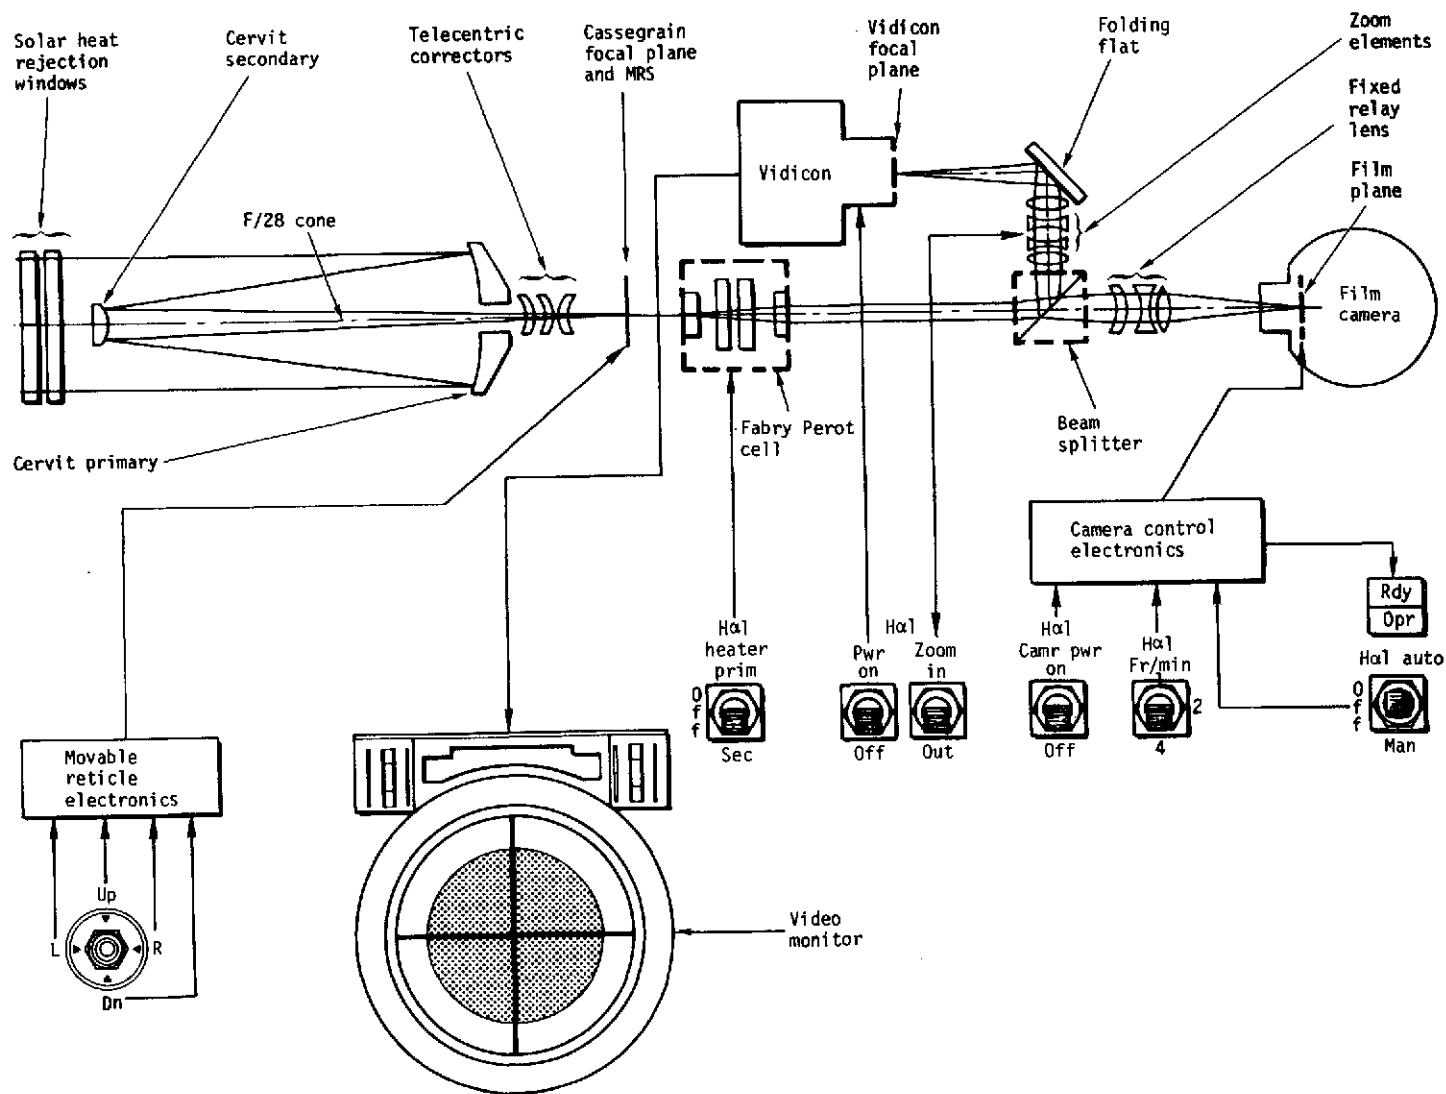 Solar heat
rejection
windows
Cervit
secondary
Telecentric
correctors
Cassegrain
focal plane
and MRS
Vidicon
focal
plane
Folding
flat
Zoom
elements
Fixed
relay
lens
Film
plane
F/28 cone
Vidicon
Film
camera
Fabry Perot
cell
Beam
splitter
Cervit primary
Camera control
electronics
Rdy
Opr
Hα1
heater
prim
Off
Sec
Hα1
Pwr
on
Off
Zoom
in
Out
Hα1
Camr pwr
on
Off
Hα1
Fr/min
1
2
4
Hα1 auto
Off
Man
Movable
reticle
electronics
Up
L
R
Dn
Video
monitor